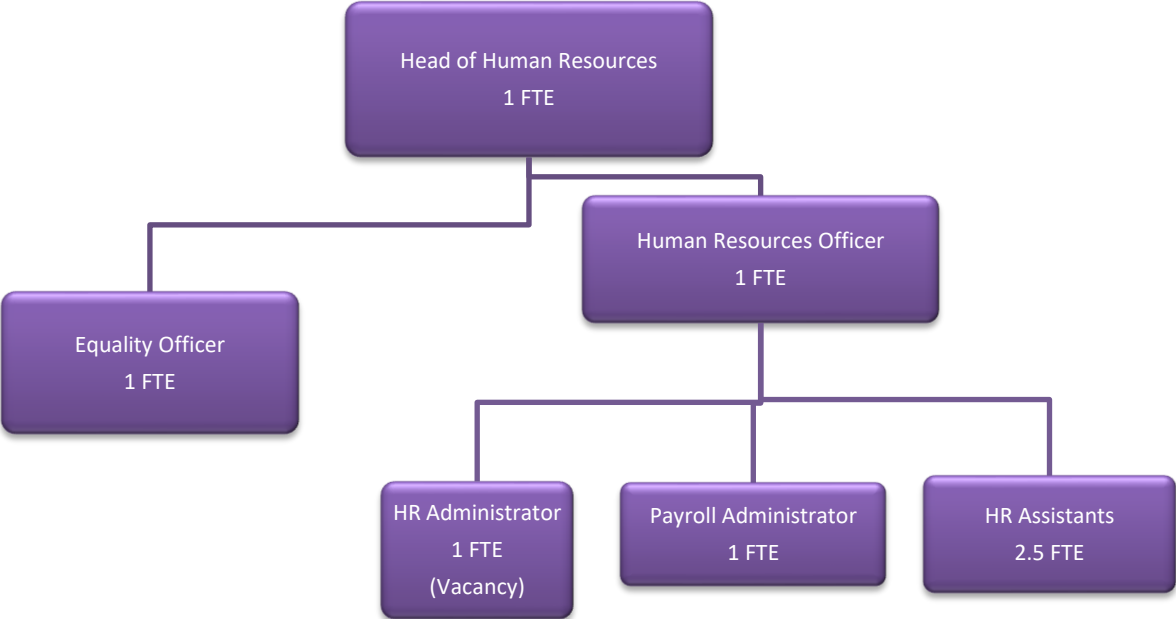 Head of Human Resources
1 FTE
Human Resources Officer
1 FTE
Equality Officer
1 FTE
HR Administrator
1 FTE
(Vacancy)
Payroll Administrator
1 FTE
HR Assistants
2.5 FTE